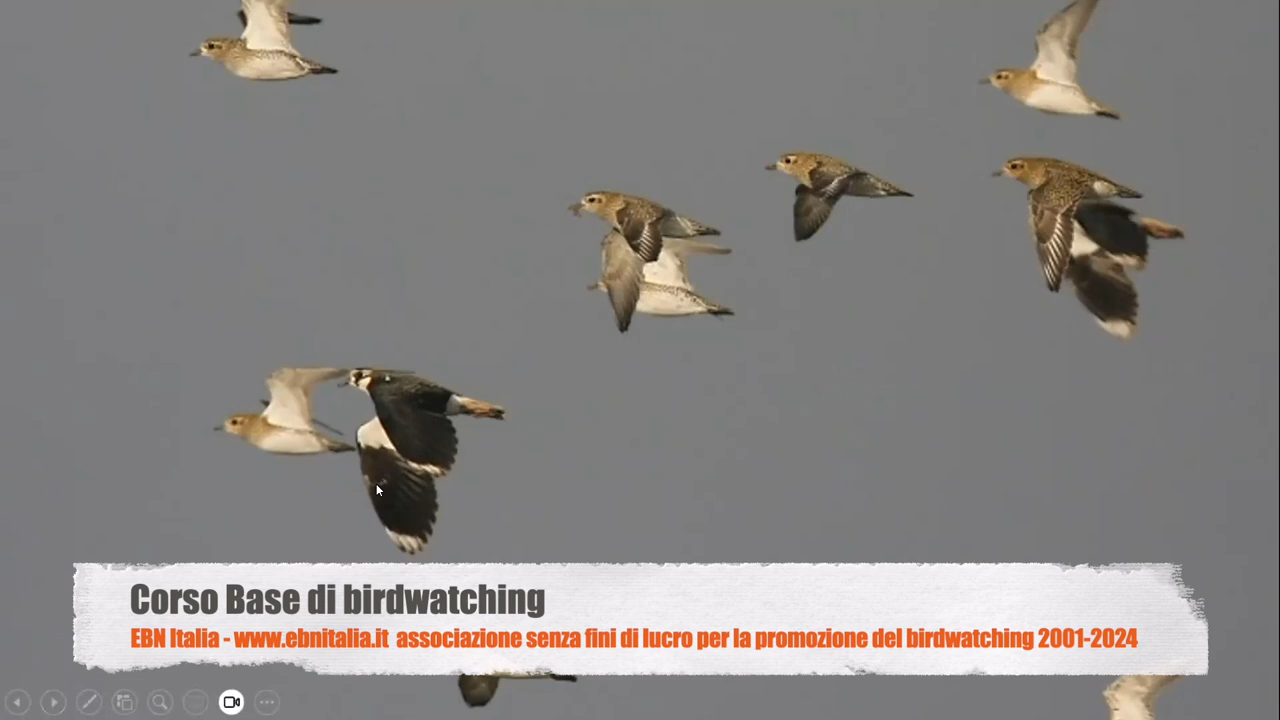 Corso Base di birdwatching
EBN Italia - www.ebnitalia.it associazione senza fini di lucro per la promozione del birdwatching 2001-2024